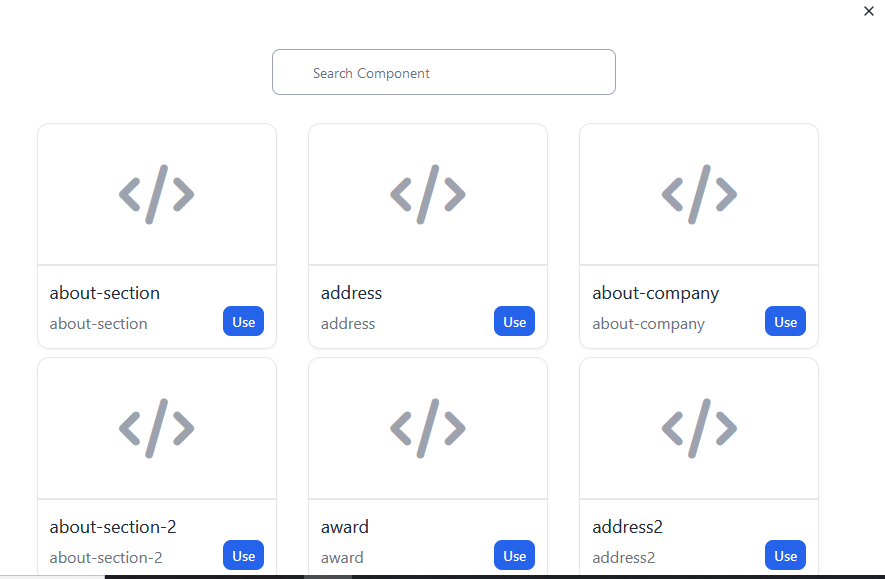 Search Component
about-section
about-section
Use
address
address
Use
about-company
about-company
Use
about-section-2
about-section-2
Use
award
award
Use
address2
address2
Use